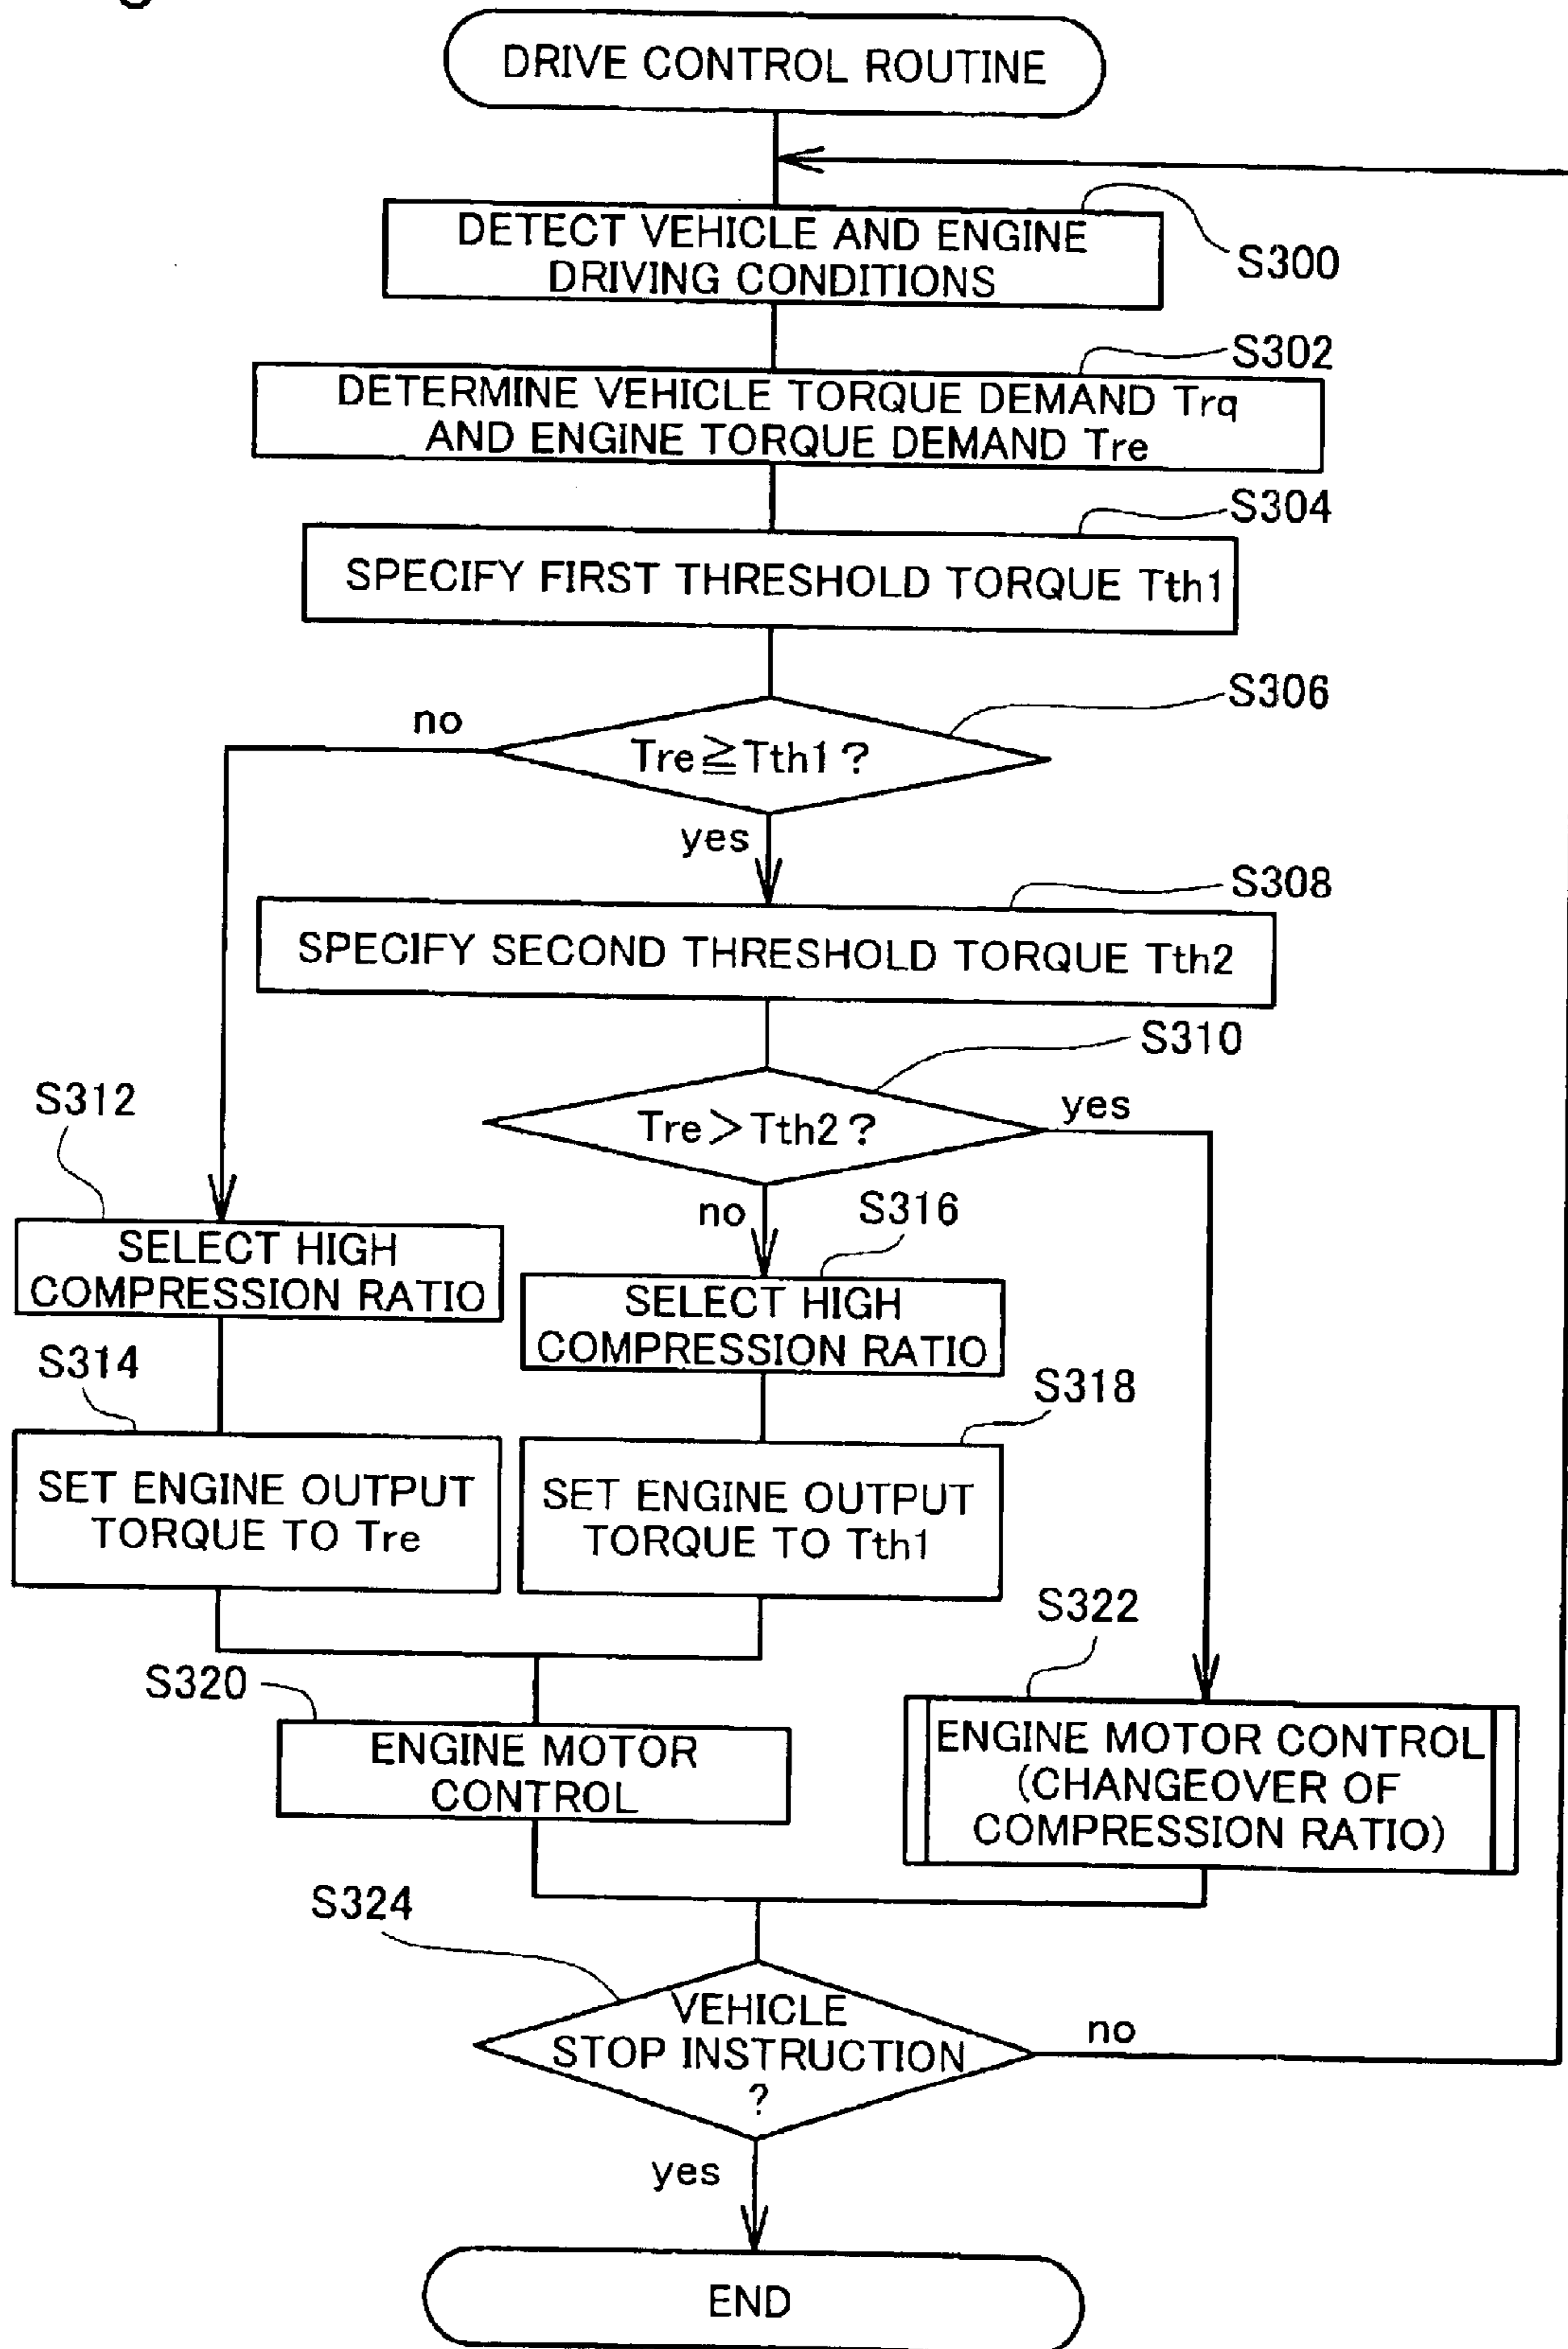 DRIVE CONTROL ROUTINE
DETECT VEHICLE AND ENGINE
DRIVING CONDITIONS
S300
S302
DETERMINE VEHICLE TORQUE DEMAND Trq
AND ENGINE TORQUE DEMAND Tre
S304
SPECIFY FIRST THRESHOLD TORQUE Tth1
S306
no
Tre≧Tth1?
yes
S308
SPECIFY SECOND THRESHOLD TORQUE Tth2
S310
Tre>Tth2?
yes
no
S312
SELECT HIGH
COMPRESSION RATIO
S316
SELECT HIGH
COMPRESSION RATIO
S314
SET ENGINE OUTPUT
TORQUE TO Tre
S318
SET ENGINE OUTPUT
TORQUE TO Tth1
S320
ENGINE MOTOR
CONTROL
S322
ENGINE MOTOR CONTROL
(CHANGEOVER OF
COMPRESSION RATIO)
S324
VEHICLE
STOP INSTRUCTION
?
no
yes
END